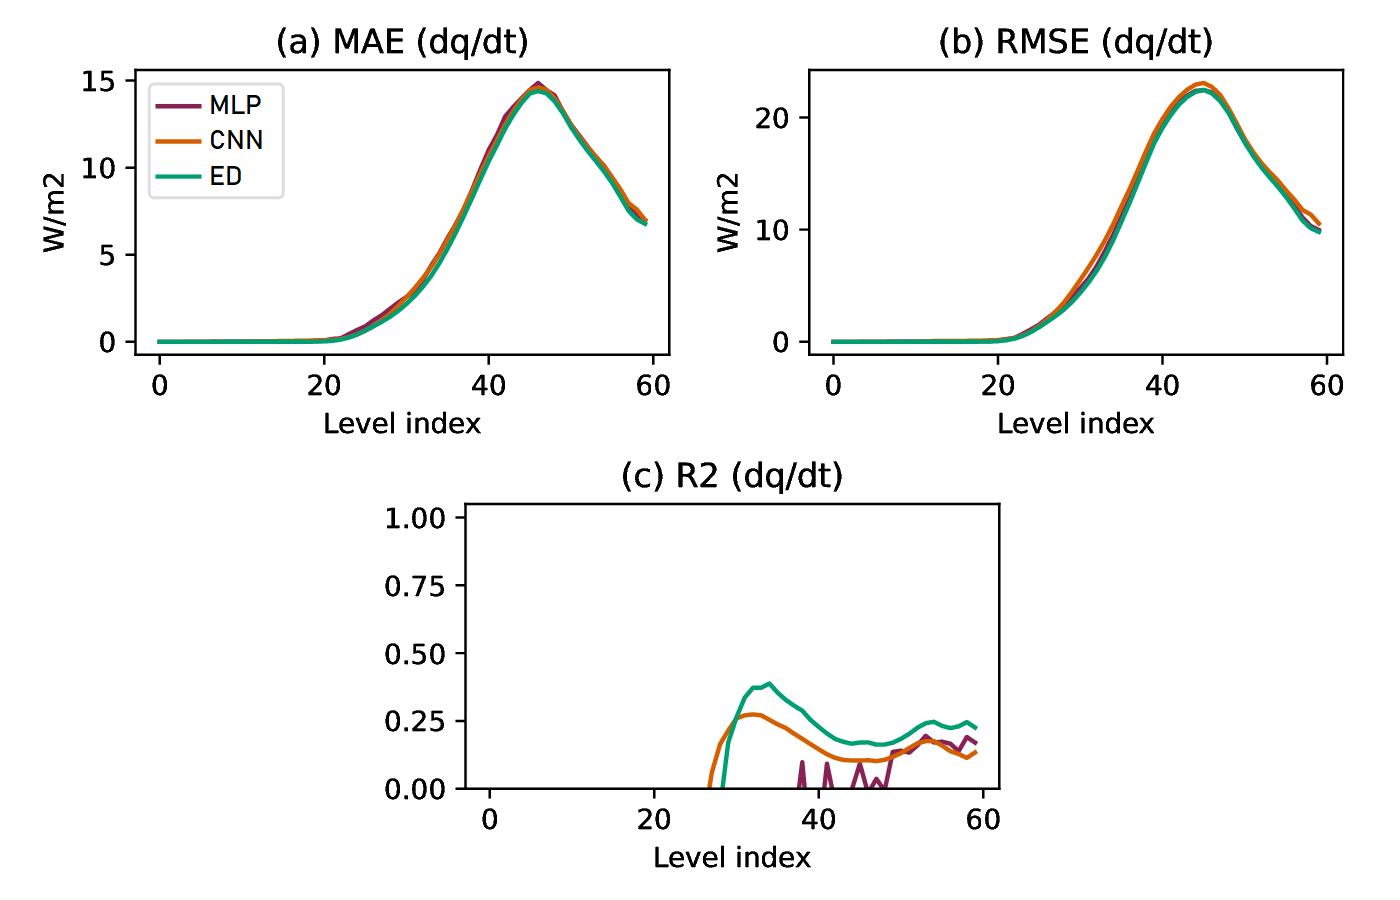 (a) MAE (dq/dt)
15
10
5
0
W/m2
MLP
CNN
ED
0 20 40 60
Level index
(b) RMSE (dq/dt)
20
10
0
W/m2
0 20 40 60
Level index
(c) R2 (dq/dt)
1.00
0.75
0.50
0.25
0.00
0 20 40 60
Level index